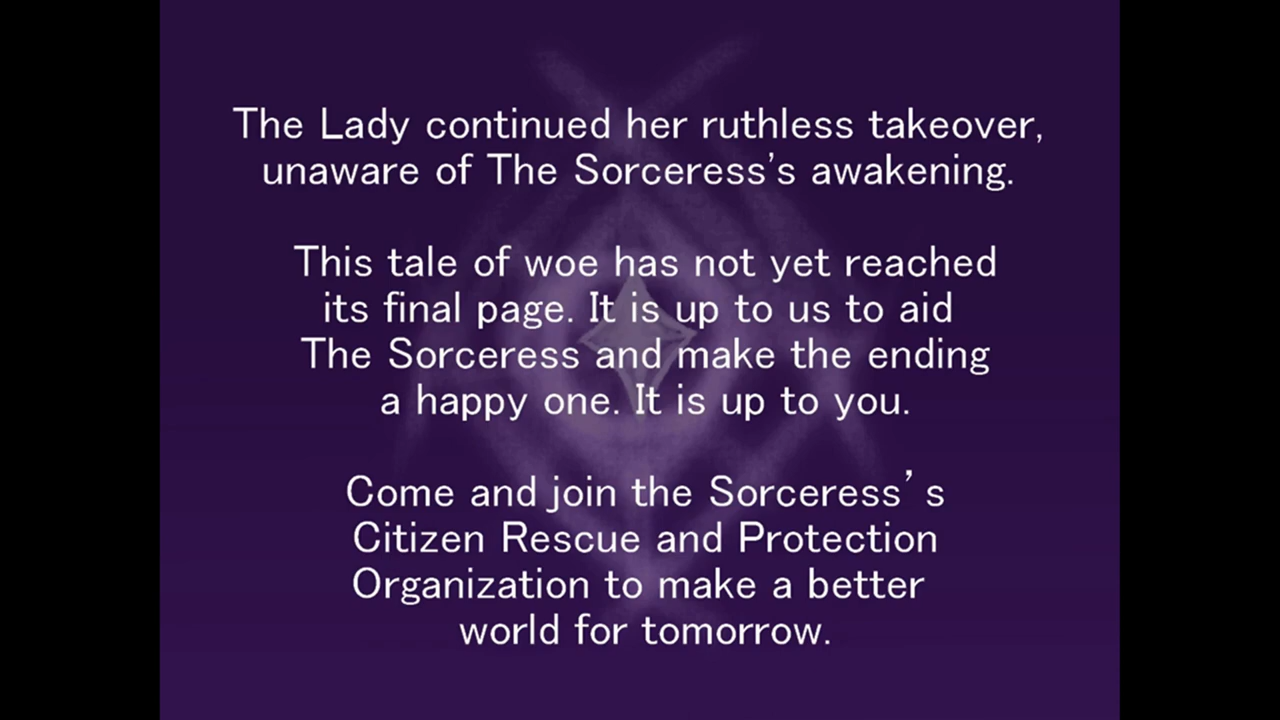 The Lady continued her ruthless takeover,
unaware of The Sorceress's awakening.
This tale of woe has not yet reached
its final page. It is up to us to aid
The Sorceress and make the ending
a happy one. It is up to you.
Come and join the Sorceress’s
Citizen Rescue and Protection
Organization to make a better
world for tomorrow.